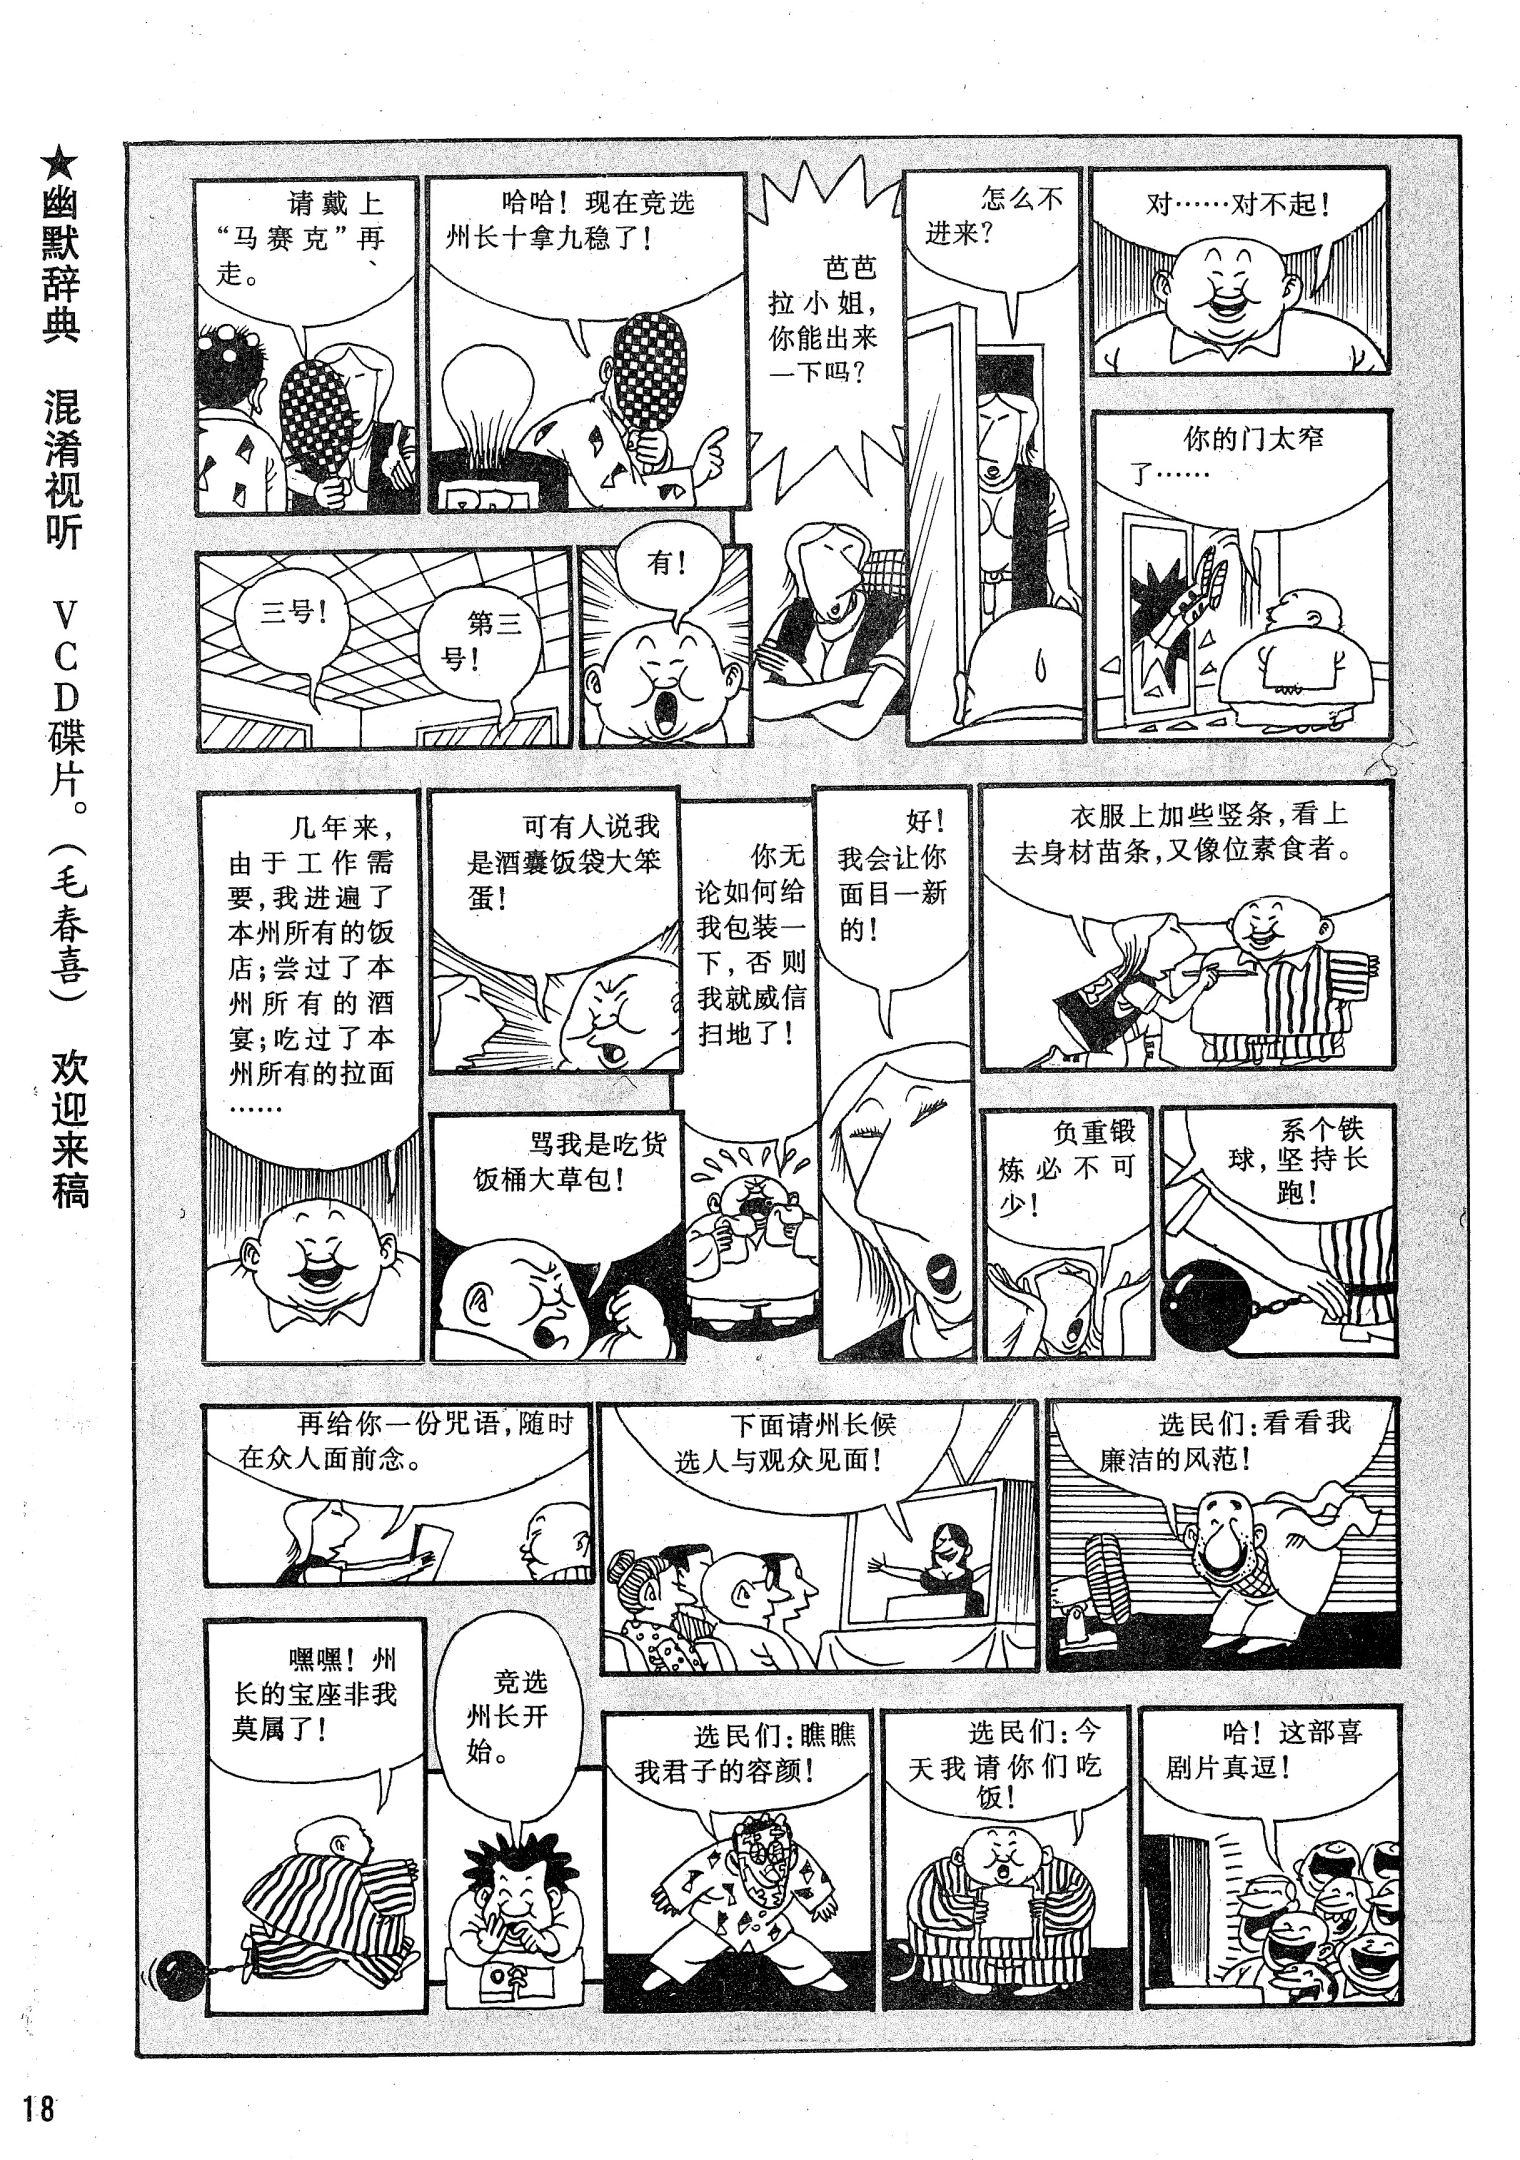 ★幽默辞典 混淆视听 VCD碟片。(毛春喜) 欢迎来稿
请戴上
“马赛克”再
走。
哈哈!现在竞选
州长十拿九稳了!
三号!
第三
号!
有!
芭芭
拉小姐,
你能出来
一下吗?
怎么不
进来?
对……对不起!
你的门太窄
了……
几年来,
由于工作需
要,我进遍了
本州所有的饭
店;尝过了本
州所有的酒
宴;吃过了本
州所有的拉面
……
可有人说我
是酒囊饭袋大笨
蛋!
骂我是吃货
饭桶大草包!
你无
论如何给
我包装一
下,否则
我就威信
扫地了!
好!
我会让你
面目一新
的!
衣服上加些竖条,看上
去身材苗条,又像位素食者。
负重锻
炼必不可
少!
系个铁
球,坚持长
跑!
再给你一份咒语,随时
在众人面前念。
嘿嘿!州
长的宝座非我
莫属了!
竞选
州长开
始。
下面请州长候
选人与观众见面!
选民们:看看我
廉洁的风范!
选民们:瞧瞧
我君子的容颜!
选民们:今
天我请你们吃
饭!
哈!这部喜
剧片真逗!
18